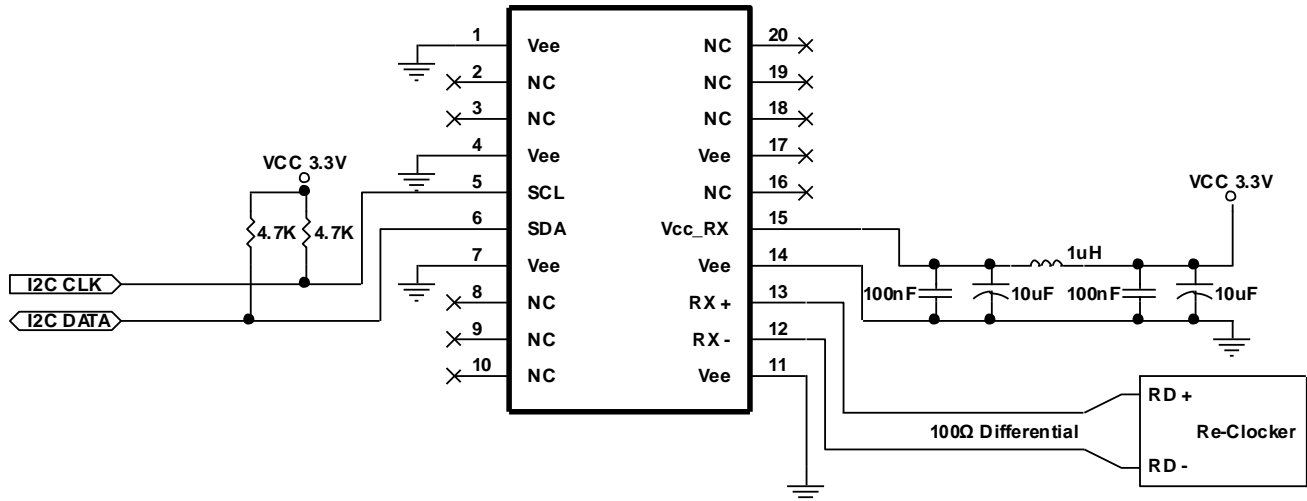 1 Vee NC 20
2 NC NC 19
3 NC NC 18
4 Vee Vee 17
VCC 3.3V
5 SCL NC 16
VCC 3.3V
6 SDA Vcc_RX 15
4.7K 4.7K
7 Vee Vee 14
1uH
I2C CLK
8 NC RX+ 13
100nF 10uF 100nF 10uF
I2C DATA
9 NC RX- 12
10 NC Vee 11
RD+
100Ω Differential
Re-Clocker
RD-